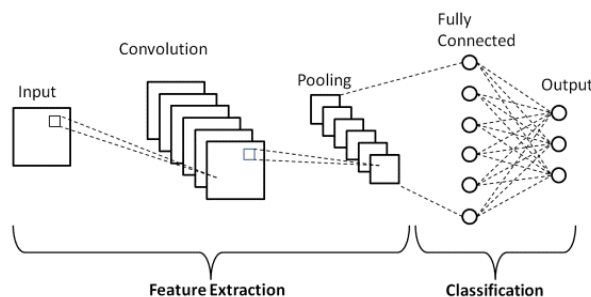 Input
Convolution
Pooling
Fully
Connected
Output
Feature Extraction
Classification